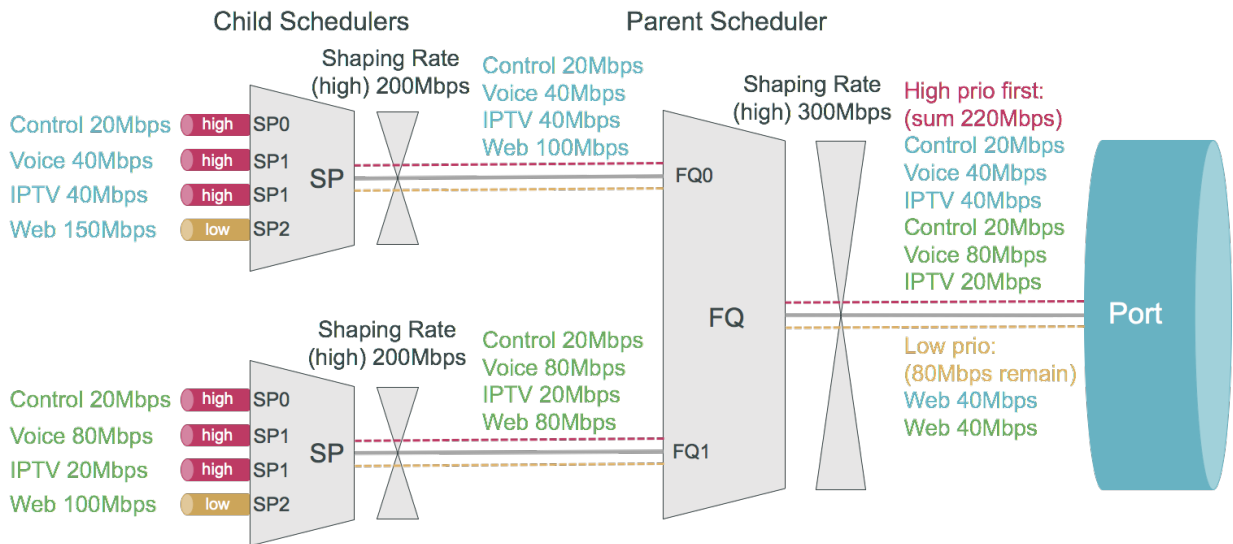 Child Schedulers
Parent Scheduler
Shaping Rate
(high) 200Mbps
Control 20Mbps
Voice 40Mbps
IPTV 40Mbps
Web 150Mbps
high
high
high
low
SP0
SP1
SP1
SP2
SP
Control 20Mbps
Voice 40Mbps
IPTV 40Mbps
Web 100Mbps
Shaping Rate
(high) 200Mbps
Control 20Mbps
Voice 80Mbps
IPTV 20Mbps
Web 100Mbps
high
high
high
low
SP0
SP1
SP1
SP2
SP
Control 20Mbps
Voice 80Mbps
IPTV 20Mbps
Web 80Mbps
FQ0
FQ1
FQ
Shaping Rate
(high) 300Mbps
High prio first:
(sum 220Mbps)
Control 20Mbps
Voice 40Mbps
IPTV 40Mbps
Control 20Mbps
Voice 80Mbps
IPTV 20Mbps
Low prio:
(80Mbps remain)
Web 40Mbps
Web 40Mbps
Port